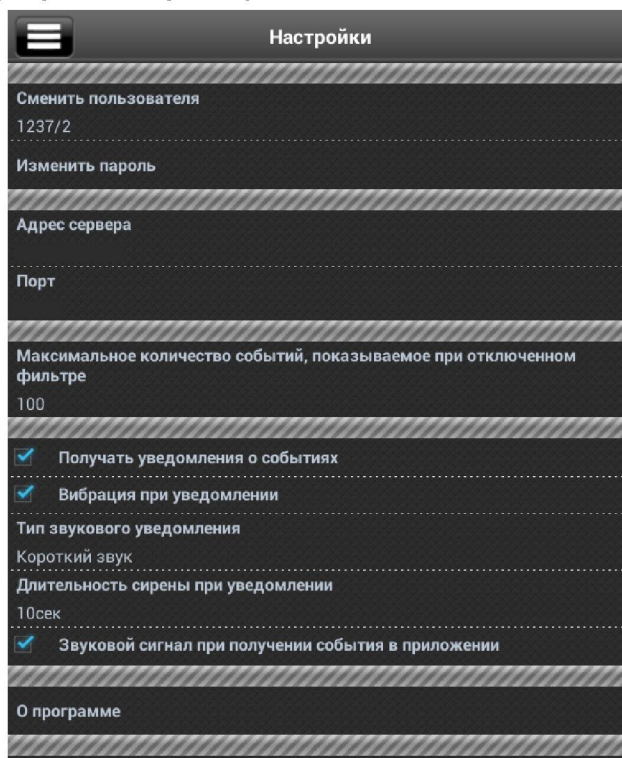 Настройки
Сменить пользователя
1237/2
Изменить пароль
Адрес сервера
Порт
Максимальное количество событий, показываемое при отключенном
фильтре
100
Получать уведомления о событиях
Вибрация при уведомлении
Тип звукового уведомления
Короткий звук
Длительность сирены при уведомлении
10сек
Звуковой сигнал при получении события в приложении
О программе